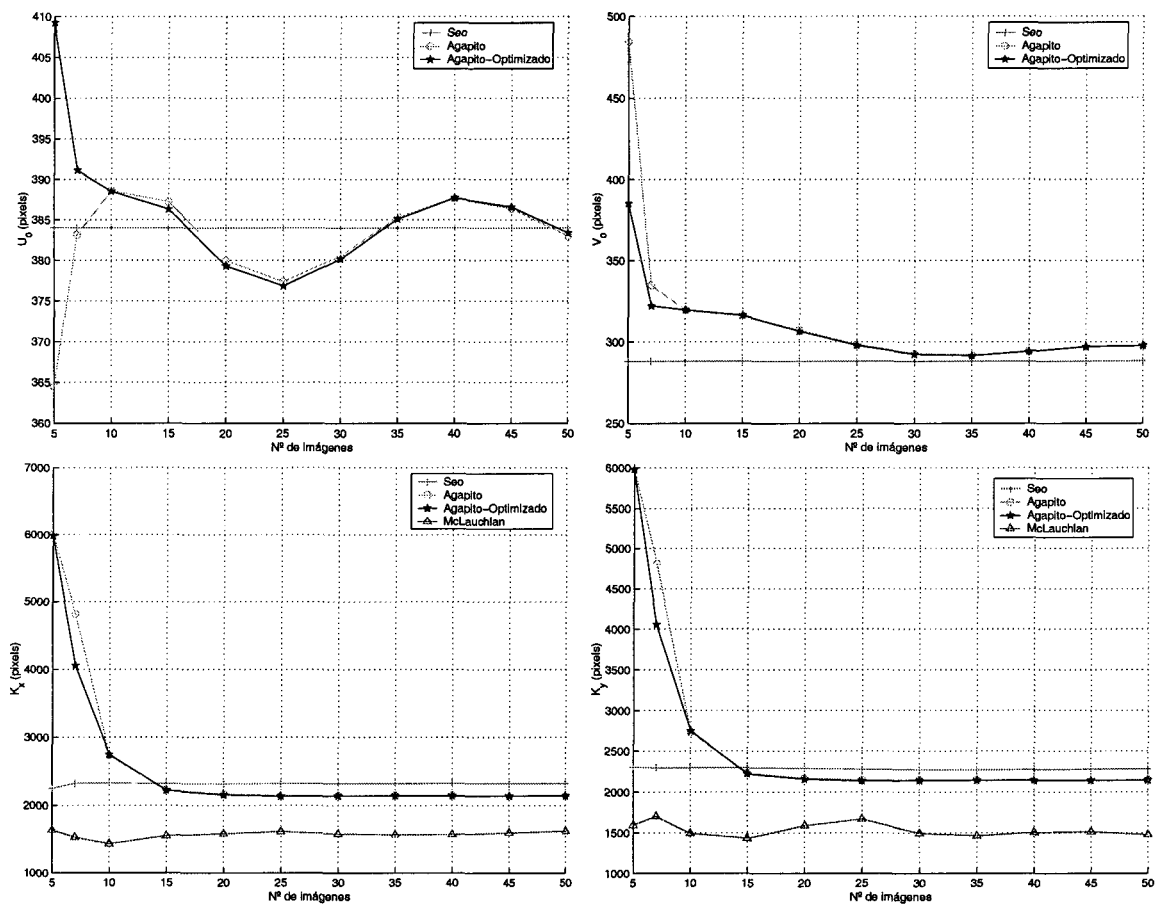 410
405
400
395
390
385
380
375
370
365
360
U₀ (pixels)
5 10 15 20 25 30 35 40 45 50
Nº de imágenes
Seo
Agapito
Agapito-Optimizado
500
450
400
350
300
250
V₀ (pixels)
5 10 15 20 25 30 35 40 45 50
Nº de imágenes
Seo
Agapito
Agapito-Optimizado
7000
6000
5000
4000
3000
2000
1000
Kₓ (pixels)
5 10 15 20 25 30 35 40 45 50
Nº de imágenes
Seo
Agapito
Agapito-Optimizado
McLauchlan
6000
5500
5000
4500
4000
3500
3000
2500
2000
1500
1000
K_y (pixels)
5 10 15 20 25 30 35 40 45 50
Nº de imágenes
Seo
Agapito
Agapito-Optimizado
McLauchlan